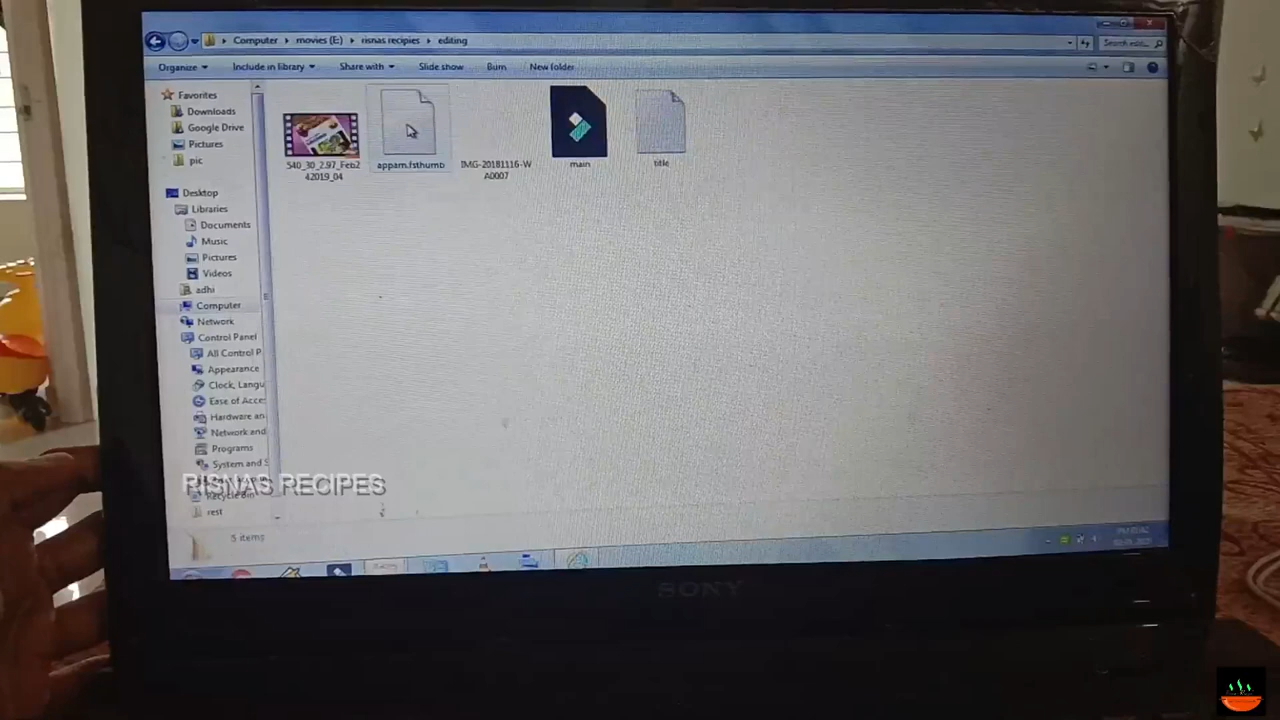 Computer ▸ movies (E:) ▸ risnas recipies ▸ editing
Organize Include in library Share with Slide show Burn New folder
Favorites
Downloads
Google Drive
Pictures
pic
Desktop
Libraries
Documents
Music
Pictures
Videos
adhi
Computer
Network
Control Panel
All Control P
Appearance
Clock, Langu
Ease of Acce
Hardware an
Network and
Programs
System and S
Recycle Bin
rest
540_30_2.97_Feb2
42019_04
appam.fsthumb
IMG-20181116-W
A0007
main
title
RISNAS RECIPES
5 items
SONY